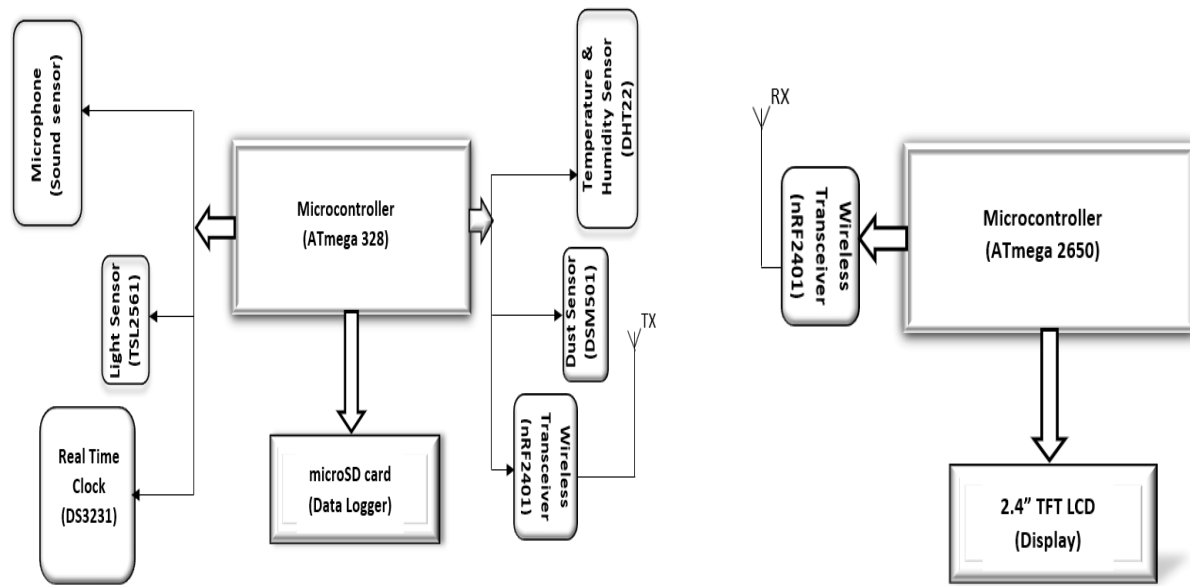 Microphone
(Sound sensor)
Light Sensor
(TSL2561)
Real Time
Clock
(DS3231)
Microcontroller
(ATmega 328)
microSD card
(Data Logger)
Temperature &
Humidity Sensor
(DHT22)
Dust Sensor
(DSM501)
Wireless
Transceiver
(nRF2401)
TX
RX
Wireless
Transceiver
(nRF2401)
Microcontroller
(ATmega 2650)
2.4” TFT LCD
(Display)